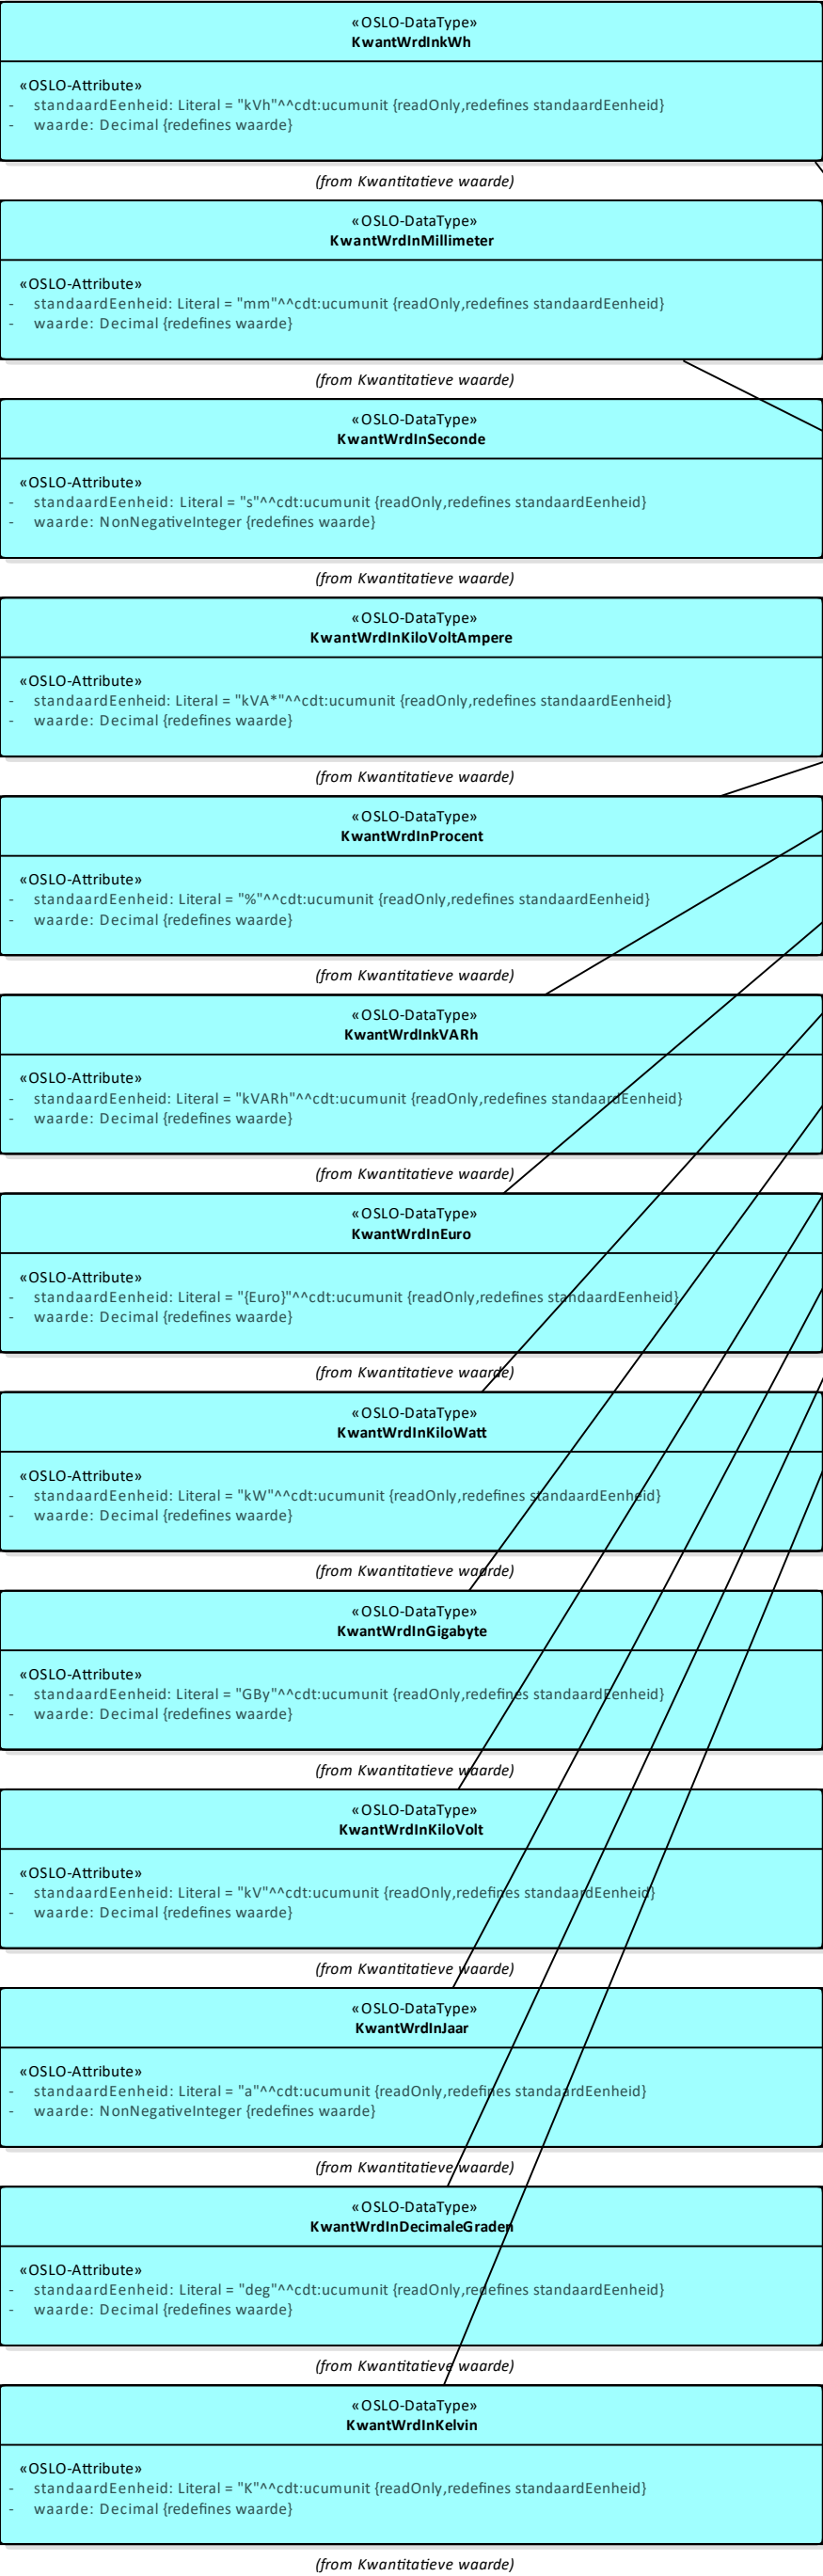 «OSLO-DataType»
KwantWrdInkWh
«OSLO-Attribute»
- standaardEenheid: Literal = "kVh"^^cdt:ucumunit {readOnly,redefines standaardEenheid}
- waarde: Decimal {redefines waarde}
(from Kwantitatieve waarde)
«OSLO-DataType»
KwantWrdInMillimeter
«OSLO-Attribute»
- standaardEenheid: Literal = "mm"^^cdt:ucumunit {readOnly,redefines standaardEenheid}
- waarde: Decimal {redefines waarde}
(from Kwantitatieve waarde)
«OSLO-DataType»
KwantWrdInSeconde
«OSLO-Attribute»
- standaardEenheid: Literal = "s"^^cdt:ucumunit {readOnly,redefines standaardEenheid}
- waarde: NonNegativeInteger {redefines waarde}
(from Kwantitatieve waarde)
«OSLO-DataType»
KwantWrdInKiloVoltAmpere
«OSLO-Attribute»
- standaardEenheid: Literal = "kVA*"^^cdt:ucumunit {readOnly,redefines standaardEenheid}
- waarde: Decimal {redefines waarde}
(from Kwantitatieve waarde)
«OSLO-DataType»
KwantWrdInProcent
«OSLO-Attribute»
- standaardEenheid: Literal = "%"^^cdt:ucumunit {readOnly,redefines standaardEenheid}
- waarde: Decimal {redefines waarde}
(from Kwantitatieve waarde)
«OSLO-DataType»
KwantWrdInkVARh
«OSLO-Attribute»
- standaardEenheid: Literal = "kVARh"^^cdt:ucumunit {readOnly,redefines standaardEenheid}
- waarde: Decimal {redefines waarde}
(from Kwantitatieve waarde)
«OSLO-DataType»
KwantWrdInEuro
«OSLO-Attribute»
- standaardEenheid: Literal = "{Euro}"^^cdt:ucumunit {readOnly,redefines standaardEenheid}
- waarde: Decimal {redefines waarde}
(from Kwantitatieve waarde)
«OSLO-DataType»
KwantWrdInKiloWatt
«OSLO-Attribute»
- standaardEenheid: Literal = "kW"^^cdt:ucumunit {readOnly,redefines standaardEenheid}
- waarde: Decimal {redefines waarde}
(from Kwantitatieve waarde)
«OSLO-DataType»
KwantWrdInGigabyte
«OSLO-Attribute»
- standaardEenheid: Literal = "GBy"^^cdt:ucumunit {readOnly,redefines standaardEenheid}
- waarde: Decimal {redefines waarde}
(from Kwantitatieve waarde)
«OSLO-DataType»
KwantWrdInKiloVolt
«OSLO-Attribute»
- standaardEenheid: Literal = "kV"^^cdt:ucumunit {readOnly,redefines standaardEenheid}
- waarde: Decimal {redefines waarde}
(from Kwantitatieve waarde)
«OSLO-DataType»
KwantWrdInJaar
«OSLO-Attribute»
- standaardEenheid: Literal = "a"^^cdt:ucumunit {readOnly,redefines standaardEenheid}
- waarde: NonNegativeInteger {redefines waarde}
(from Kwantitatieve waarde)
«OSLO-DataType»
KwantWrdInDecimaleGraden
«OSLO-Attribute»
- standaardEenheid: Literal = "deg"^^cdt:ucumunit {readOnly,redefines standaardEenheid}
- waarde: Decimal {redefines waarde}
(from Kwantitatieve waarde)
«OSLO-DataType»
KwantWrdInKelvin
«OSLO-Attribute»
- standaardEenheid: Literal = "K"^^cdt:ucumunit {readOnly,redefines standaardEenheid}
- waarde: Decimal {redefines waarde}
(from Kwantitatieve waarde)